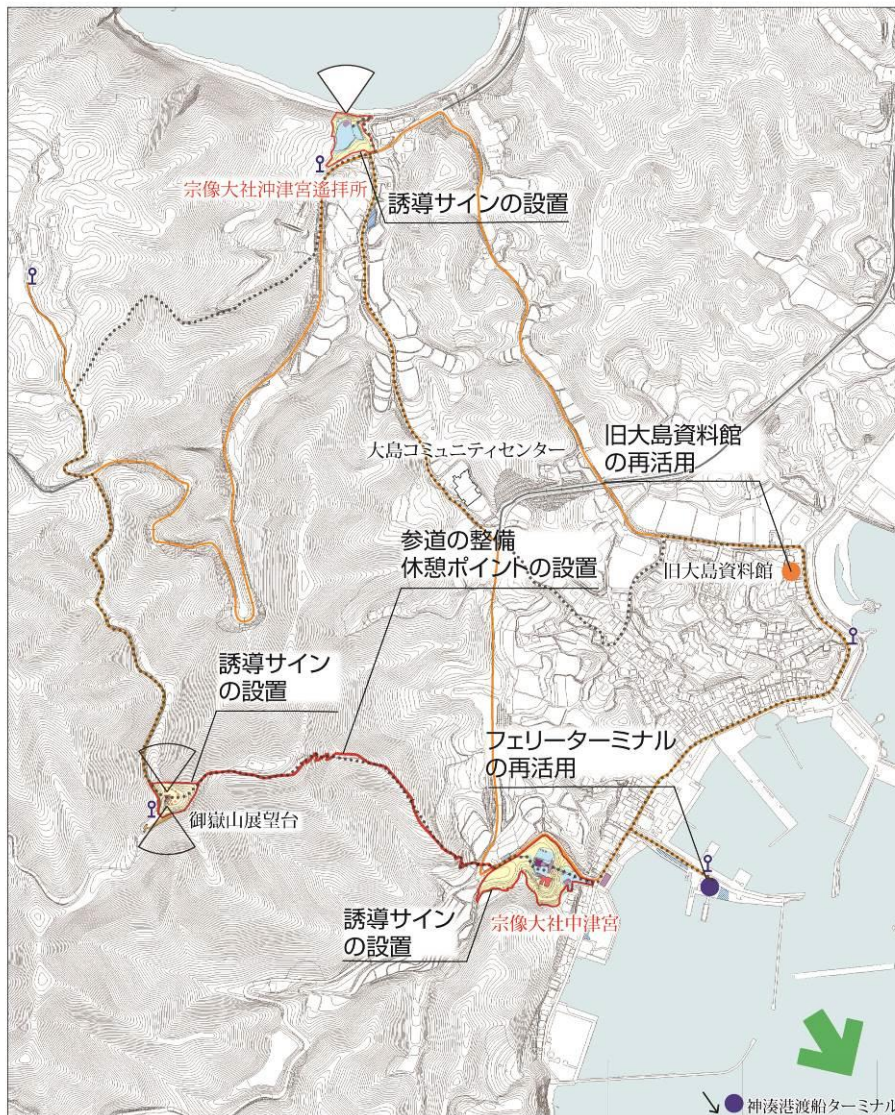 宗像大社沖津宮遙拝所
誘導サインの設置
大島コミュニティセンター
旧大島資料館
の再活用
参道の整備
休憩ポイントの設置
旧大島資料館
誘導サイン
の設置
フェリーターミナル
の再活用
御嶽山展望台
誘導サイン
の設置
宗像大社中津宮
神湊港渡船ターミナル